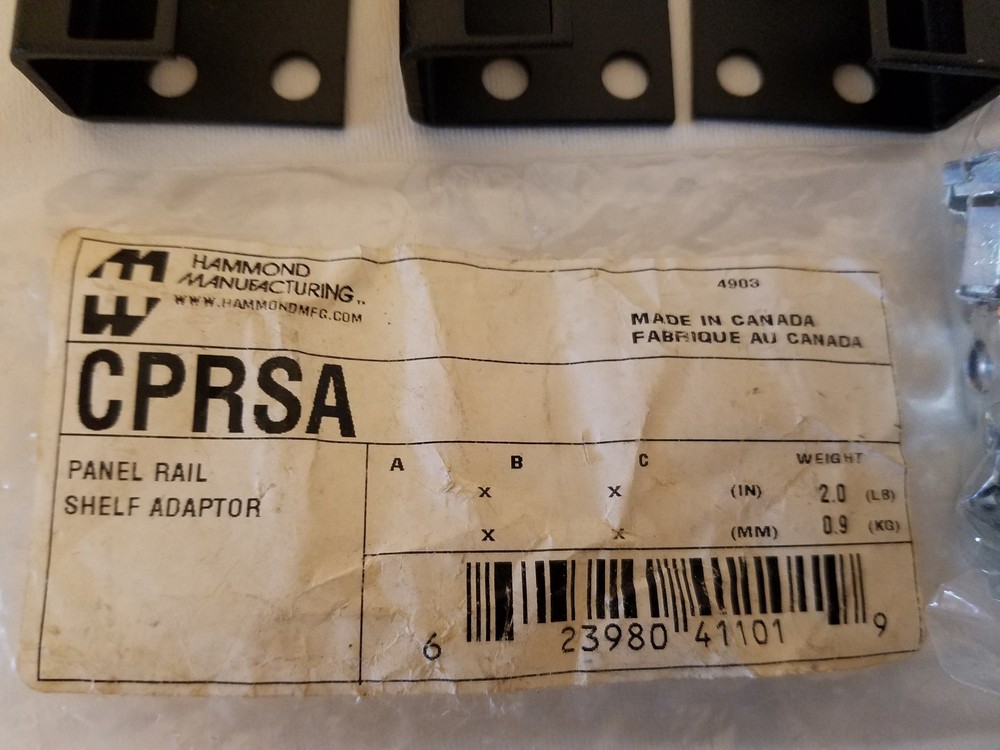 HAMMOND
MANUFACTURING™
WWW.HAMMONDMFG.COM
4903
MADE IN CANADA
FABRIQUE AU CANADA
CPRSA
PANEL RAIL
SHELF ADAPTOR
A B C WEIGHT
x x (IN) 2.0 (LB)
x x (MM) 0.9 (KG)
6 23980 41101 9